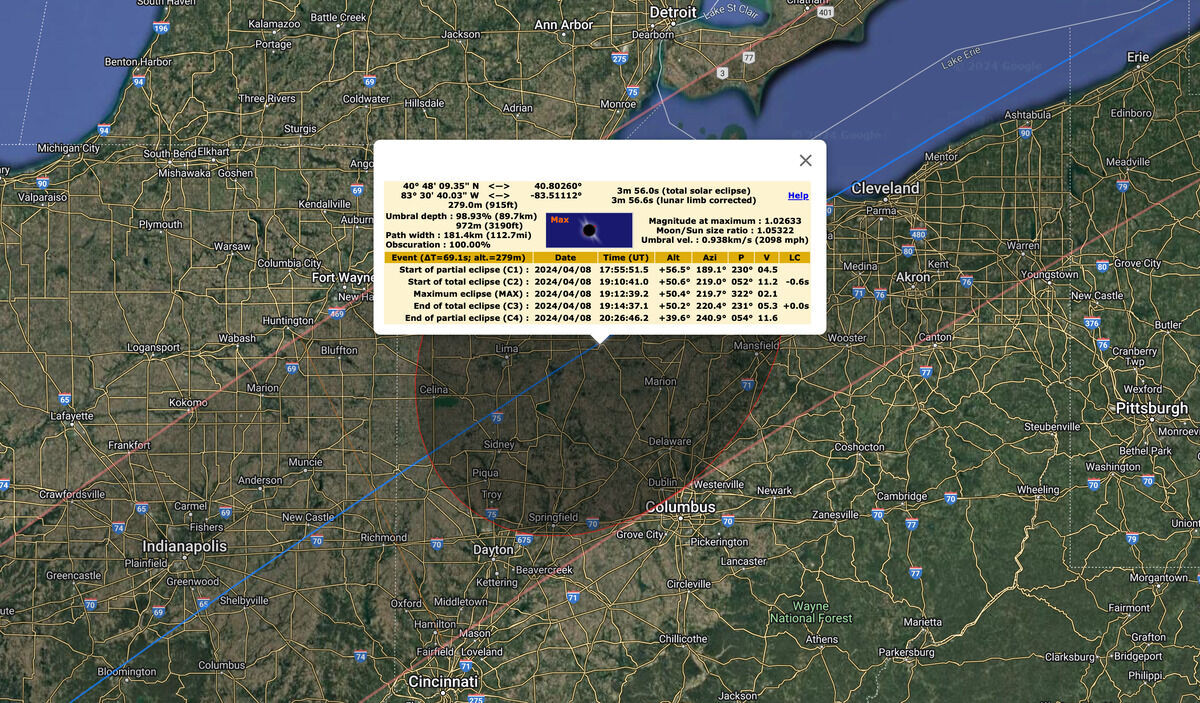 South Haven
Kalamazoo
Battle Creek
Ann Arbor
Detroit
Lake St Clair
Chatham
401
196
Portage
Jackson
Dearborn
Benton Harbor
275
77
Lake Erie
Erie
94
69
3
Three Rivers
Coldwater
Hillsdale
Adrian
Monroe
75
© 2024 Google
Ashtabula
Edinboro
94
Sturgis
90
Michigan City
South Bend
Elkhart
Mentor
Meadville
Mishawaka
Goshen
Valparaiso
90
69
79
Kendallville
Cleveland
Parma
Auburn
Plymouth
480
Warsaw
80
Warren
Columbia City
Medina
Akron
Youngstown
80
Grove City
Fort Wayne
71
76
76
New Castle
469
Huntington
376
Butler
40° 48' 09.35" N <—> 40.80260°
83° 30' 40.03" W <—> -83.51112°
279.0m (915ft)
3m 56.0s (total solar eclipse)
3m 56.6s (lunar limb corrected)
Help
Umbral depth : 98.93% (89.7km)
972m (3190ft)
Path width : 181.4km (112.7mi)
Obscuration : 100.00%
Max
Magnitude at maximum : 1.02633
Moon/Sun size ratio : 1.05322
Umbral vel. : 0.938km/s (2098 mph)
Event (ΔT=69.1s; alt.=279m) Date Time (UT) Alt Azi P V LC
Start of partial eclipse (C1) : 2024/04/08 17:55:51.5 +56.5° 189.1° 230° 04.5
Start of total eclipse (C2) : 2024/04/08 19:10:41.0 +50.6° 219.0° 052° 11.2 -0.6s
Maximum eclipse (MAX) : 2024/04/08 19:12:39.2 +50.4° 219.7° 322° 02.1
End of total eclipse (C3) : 2024/04/08 19:14:37.1 +50.2° 220.4° 231° 05.3 +0.0s
End of partial eclipse (C4) : 2024/04/08 20:26:46.2 +39.6° 240.9° 054° 11.6
Logansport
Wabash
Bluffton
Lima
Mansfield
Wooster
Canton
76
Cranberry
Twp
69
77
Marion
Celina
Marion
71
Wexford
65
Kokomo
Lafayette
75
Pittsburgh
Steubenville
Monroeville
Frankfort
Sidney
Delaware
Coshocton
Bethel Park
Muncie
Piqua
Washington
74
Anderson
Dublin
Westerville
Newark
70
70
Crawfordsville
Troy
Cambridge
70
Wheeling
Carmel
65
69
75
Columbus
Fishers
New Castle
Springfield
70
70
Zanesville
70
77
74
Indianapolis
70
Richmond
70
675
Grove City
Pickerington
79
Plainfield
Dayton
Lancaster
Greencastle
Greenwood
Beavercreek
Kettering
Circleville
77
Morgantown
70
69
65
Shelbyville
Oxford
Middletown
71
Wayne
National Forest
Fairmont
Hamilton
Mason
Marietta
Chillicothe
Athens
Grafton
Fairfield
Loveland
74
71
Parkersburg
Clarksburg
Bridgeport
Bloomington
Columbus
Cincinnati
Philippi
275
Jackson